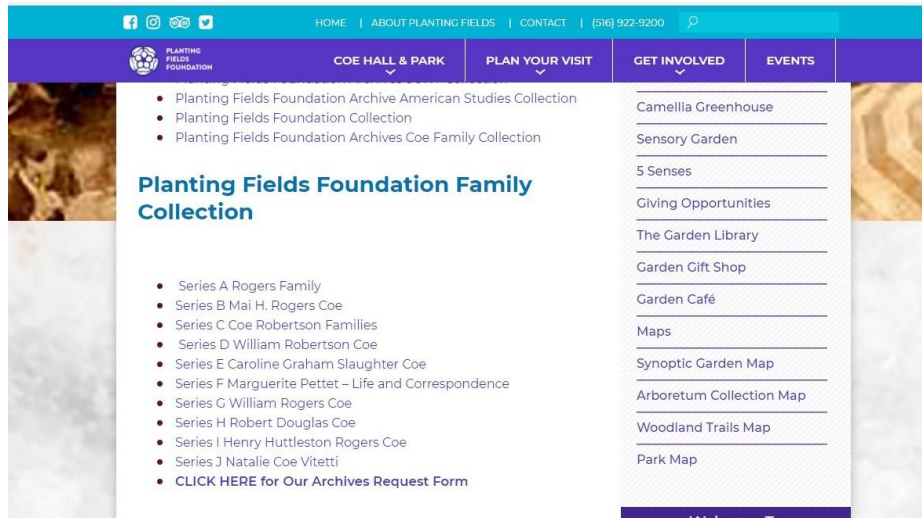 HOME | ABOUT PLANTING FIELDS | CONTACT | (516) 922-9200
PLANTING
FIELDS
FOUNDATION
COE HALL & PARK
PLAN YOUR VISIT
GET INVOLVED
EVENTS
Planting Fields Foundation Archive American Studies Collection
Planting Fields Foundation Collection
Planting Fields Foundation Archives Coe Family Collection
Planting Fields Foundation Family
Collection
Series A Rogers Family
Series B Mai H. Rogers Coe
Series C Coe Robertson Families
Series D William Robertson Coe
Series E Caroline Graham Slaughter Coe
Series F Marguerite Pettet – Life and Correspondence
Series G William Rogers Coe
Series H Robert Douglas Coe
Series I Henry Huttleston Rogers Coe
Series J Natalie Coe Vitetti
CLICK HERE for Our Archives Request Form
Camellia Greenhouse
Sensory Garden
5 Senses
Giving Opportunities
The Garden Library
Garden Gift Shop
Garden Café
Maps
Synoptic Garden Map
Arboretum Collection Map
Woodland Trails Map
Park Map